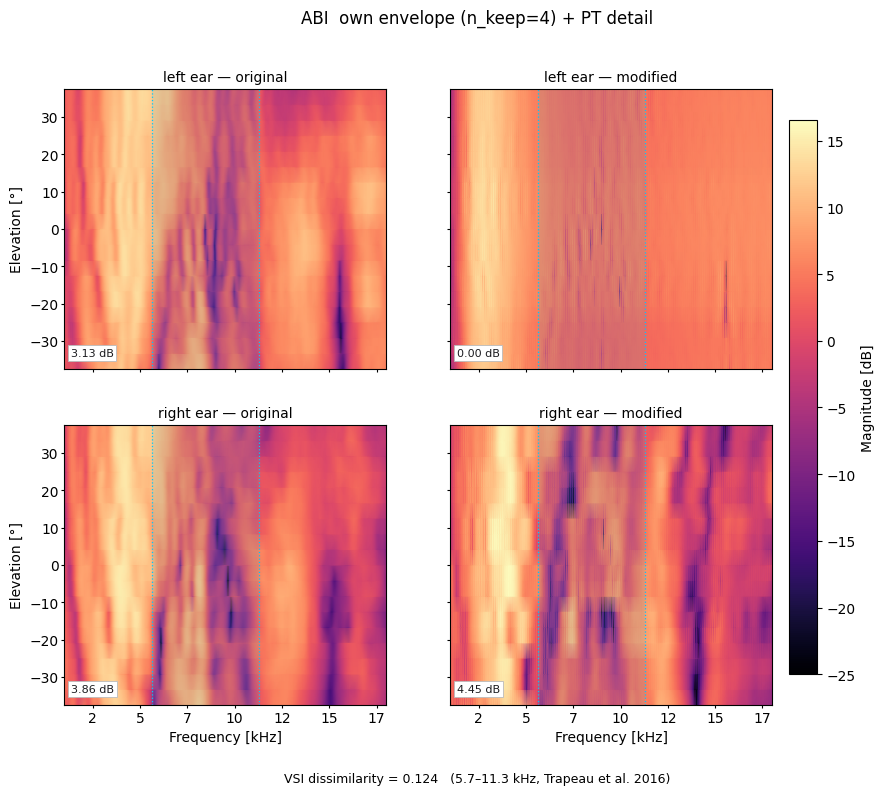 ABI  own envelope (n_keep=4) + PT detail
left ear — original
left ear — modified
30
20
10
0
−10
−20
−30
Elevation [°]
3.13 dB
0.00 dB
right ear — original
right ear — modified
30
20
10
0
−10
−20
−30
Elevation [°]
3.86 dB
4.45 dB
2 5 7 10 12 15 17
2 5 7 10 12 15 17
Frequency [kHz]
Frequency [kHz]
15
10
5
0
−5
−10
−15
−20
−25
Magnitude [dB]
VSI dissimilarity = 0.124   (5.7–11.3 kHz, Trapeau et al. 2016)